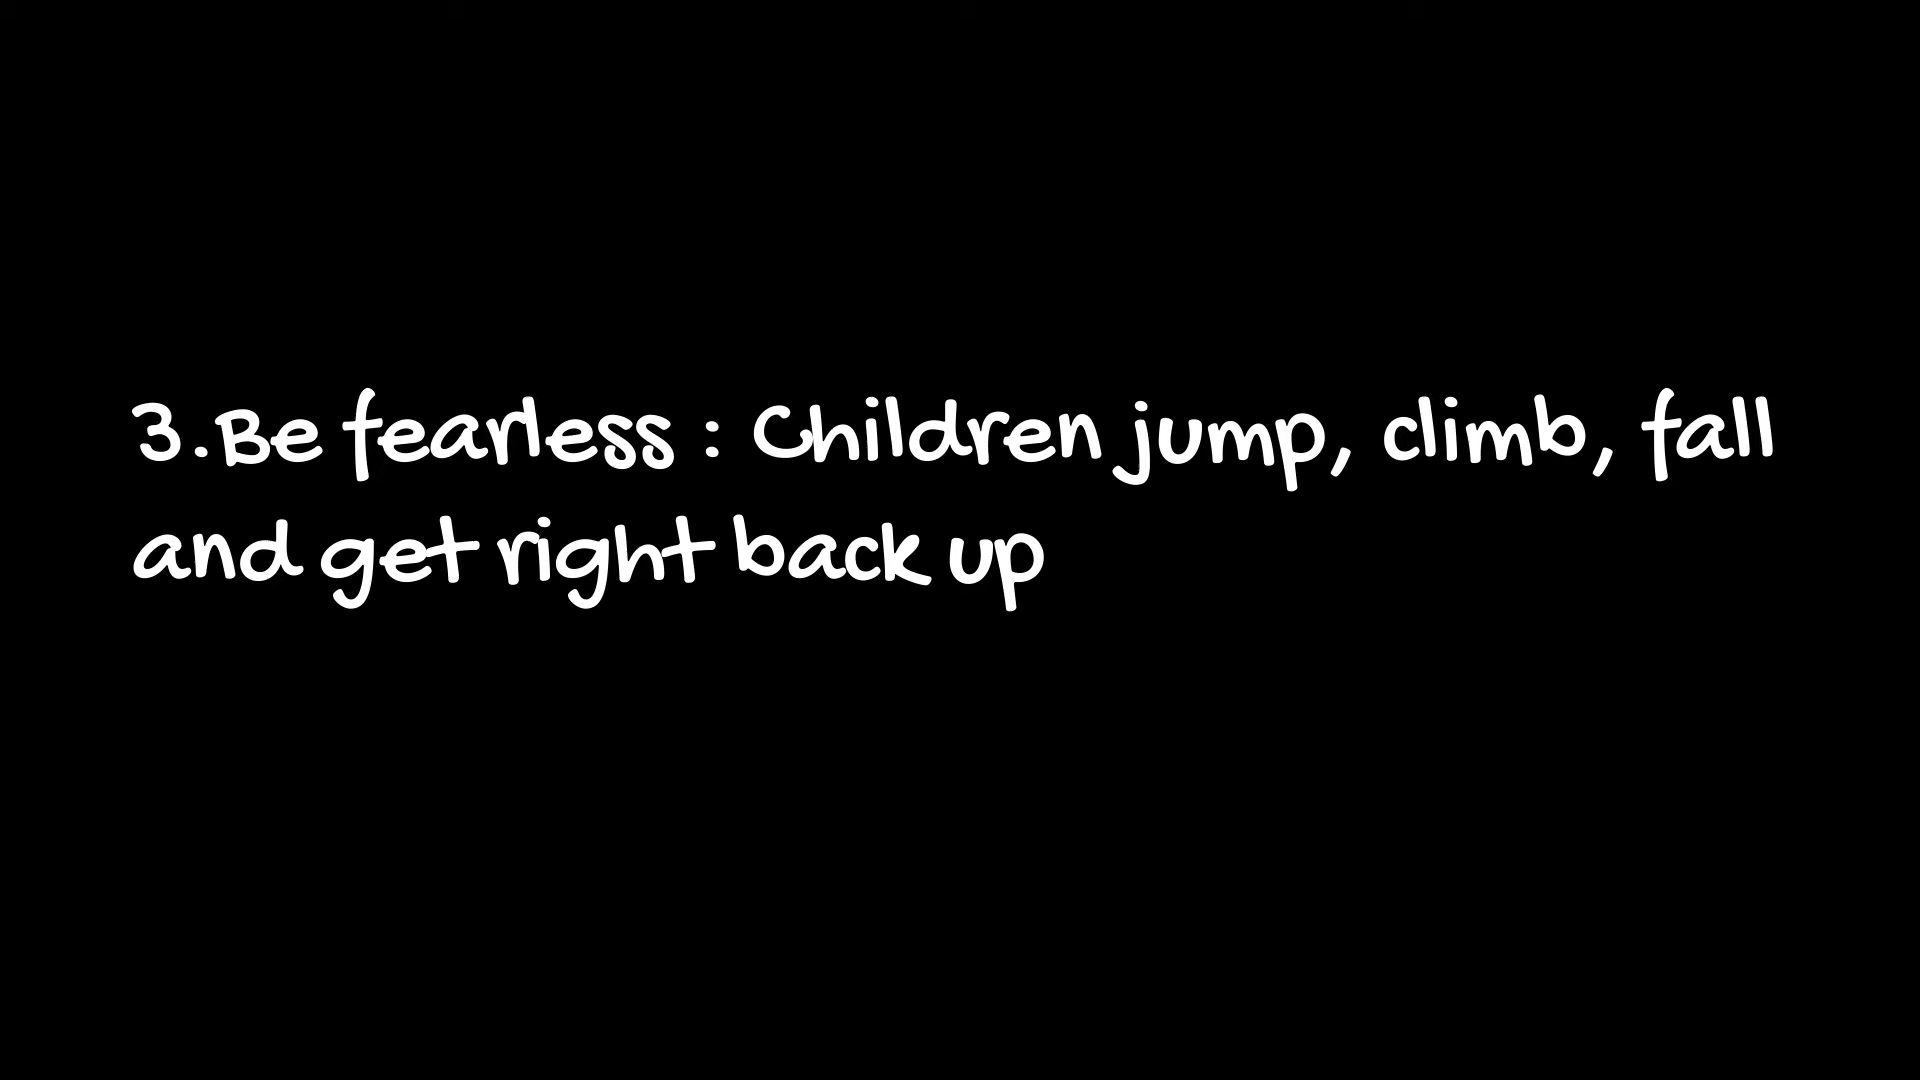 3.Be fearless : Children jump, climb, fall
and get right back up